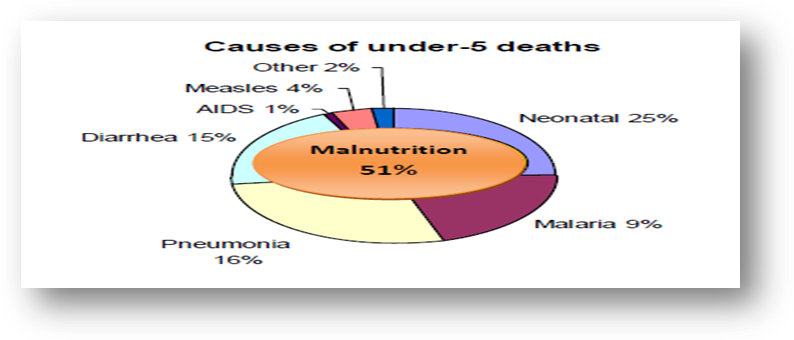 Causes of under-5 deaths
Other 2%
Measles 4%
AIDS 1%
Neonatal 25%
Diarrhea 15%
Malnutrition
51%
Malaria 9%
Pneumonia
16%